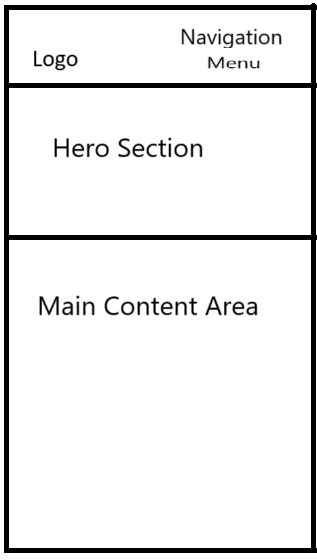 Navigation
Menu
Logo
Hero Section
Main Content Area